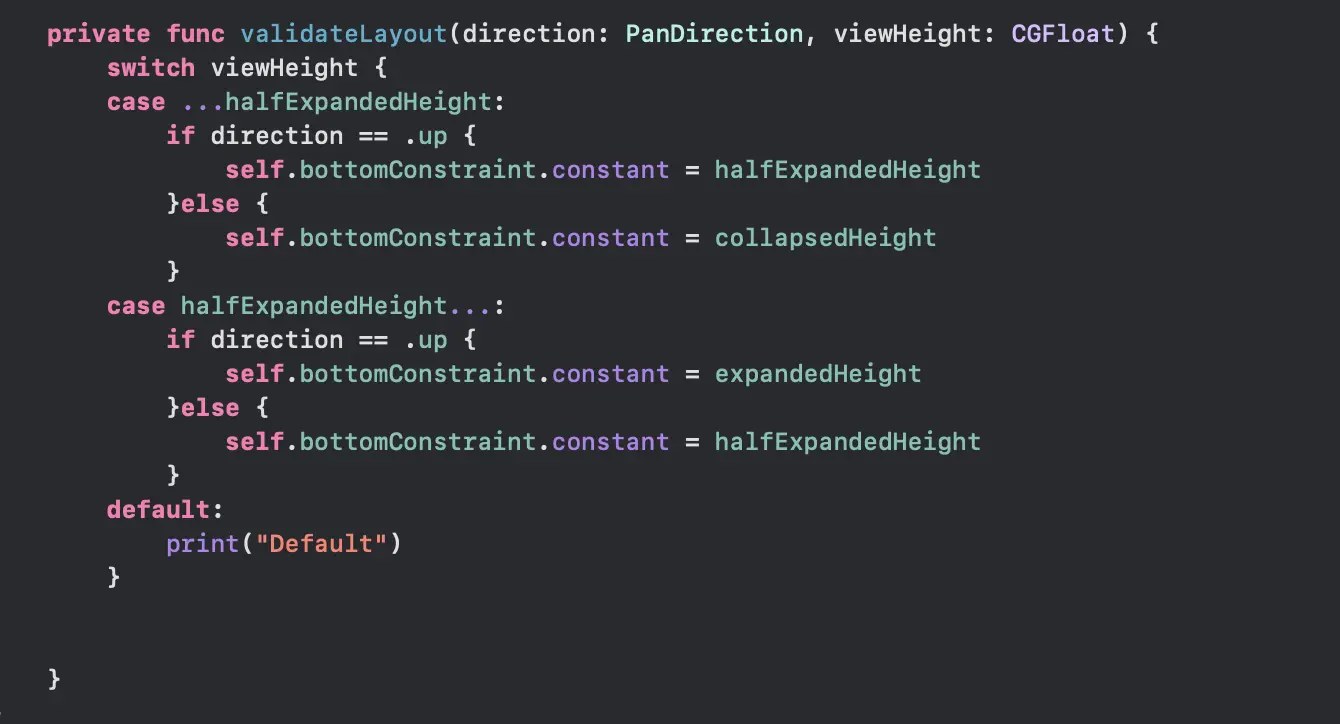 private func validateLayout(direction: PanDirection, viewHeight: CGFloat) {
    switch viewHeight {
    case ...halfExpandedHeight:
        if direction == .up {
            self.bottomConstraint.constant = halfExpandedHeight
        }else {
            self.bottomConstraint.constant = collapsedHeight
        }
    case halfExpandedHeight...:
        if direction == .up {
            self.bottomConstraint.constant = expandedHeight
        }else {
            self.bottomConstraint.constant = halfExpandedHeight
        }
    default:
        print("Default")
    }
}